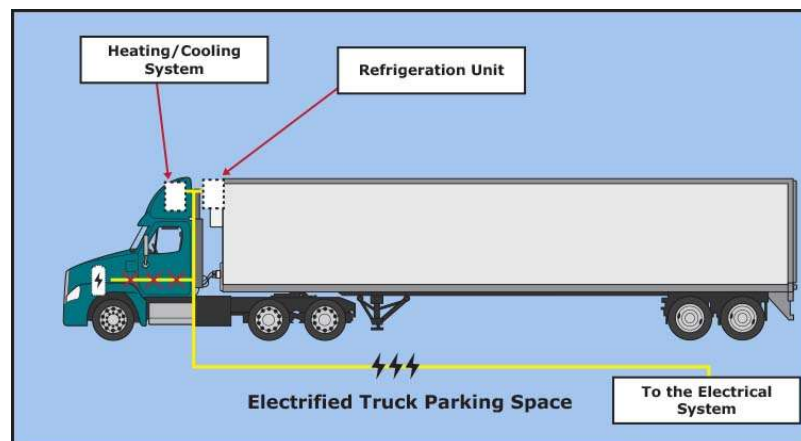 Heating/Cooling
System
Refrigeration Unit
Electrified Truck Parking Space
To the Electrical
System